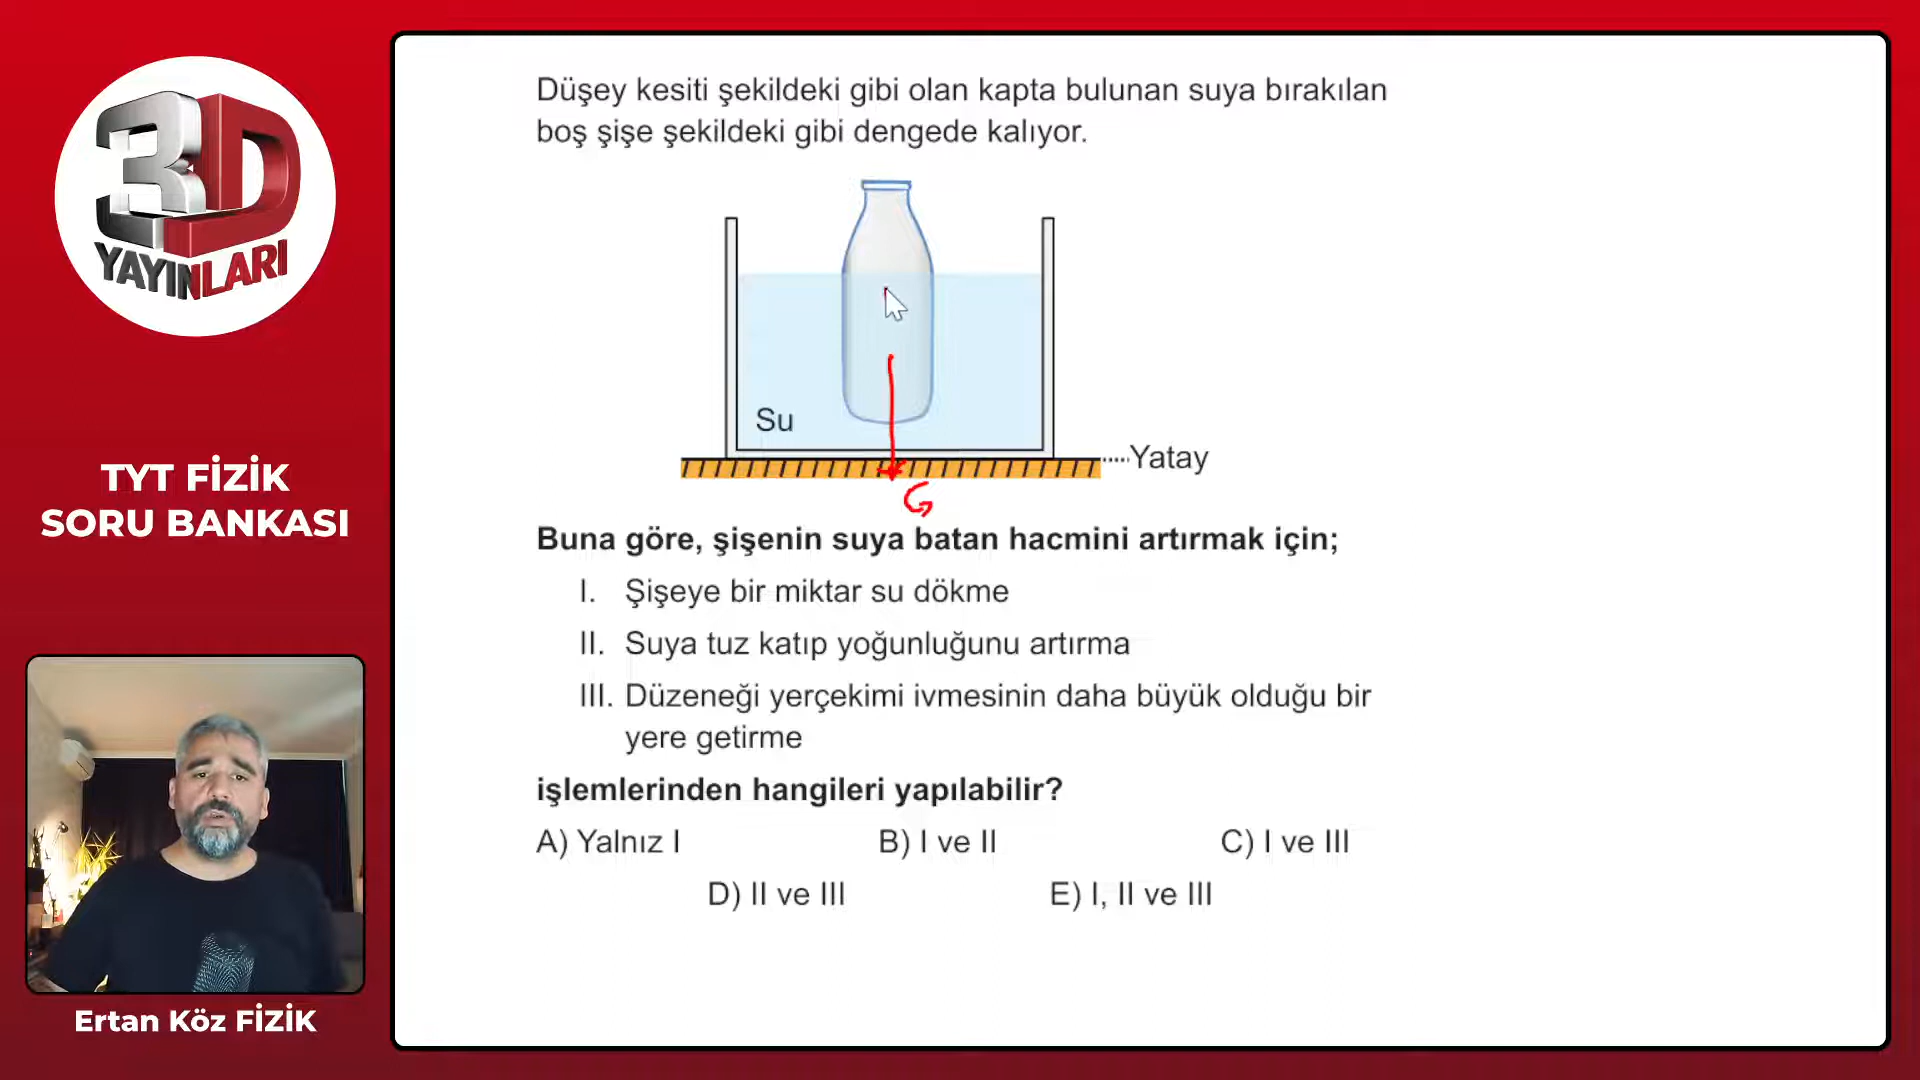 3D
YAYINLARI
TYT FİZİK
SORU BANKASI
Ertan Köz FİZİK
Düşey kesiti şekildeki gibi olan kapta bulunan suya bırakılan
boş şişe şekildeki gibi dengede kalıyor.
Su
Yatay
G
Buna göre, şişenin suya batan hacmini artırmak için;
I. Şişeye bir miktar su dökme
II. Suya tuz katıp yoğunluğunu artırma
III. Düzeneği yerçekimi ivmesinin daha büyük olduğu bir
yere getirme
işlemlerinden hangileri yapılabilir?
A) Yalnız I B) I ve II C) I ve III
D) II ve III E) I, II ve III